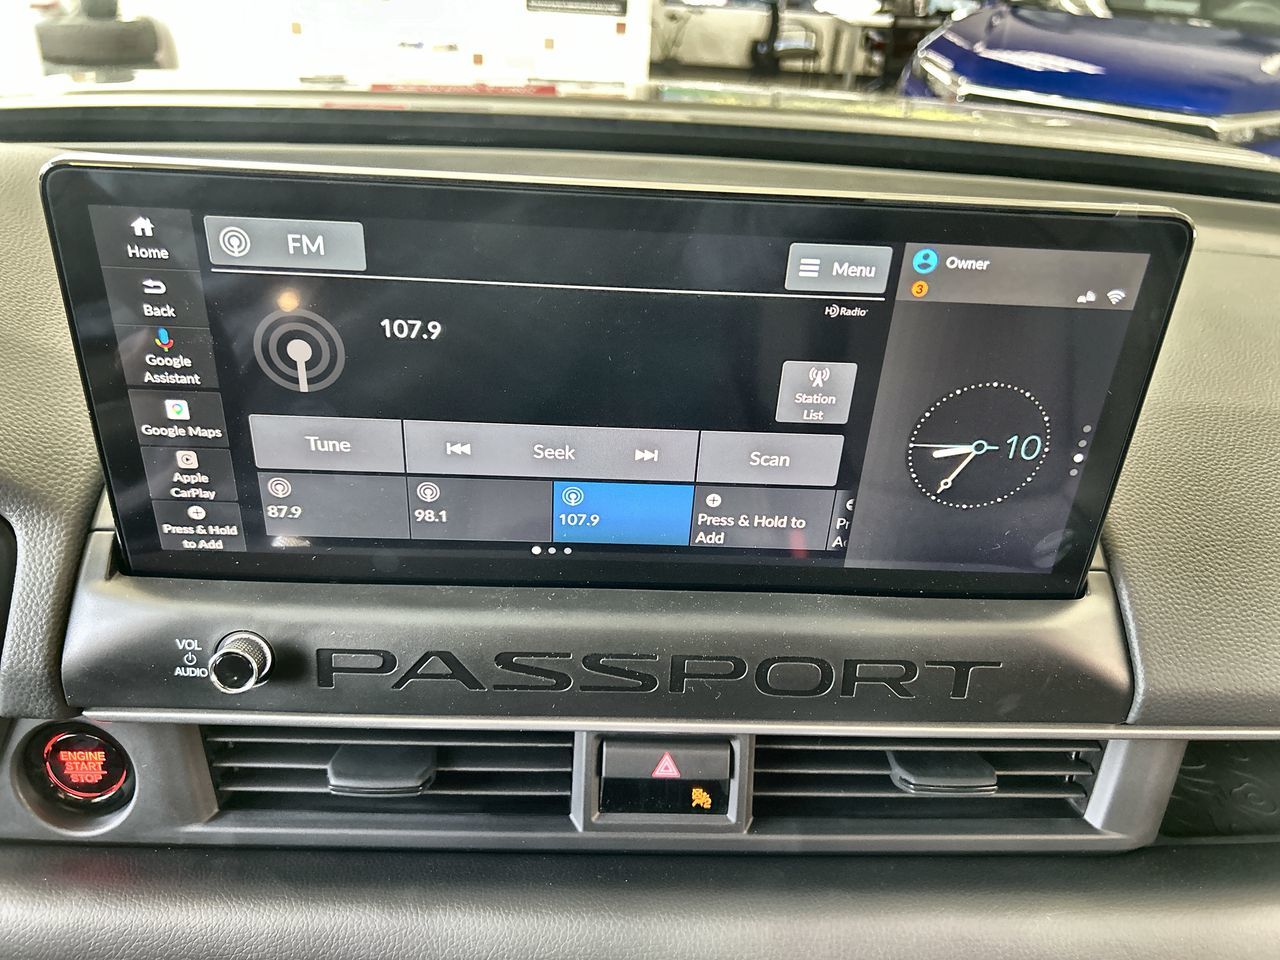 Home
Back
Google
Assistant
Google Maps
Apple
CarPlay
Press & Hold
to Add
FM
Menu
HD Radio
107.9
Station
List
Tune
Seek
Scan
87.9
98.1
107.9
Press & Hold to
Add
Owner
3
10
VOL
AUDIO
PASSPORT
ENGINE
START
STOP